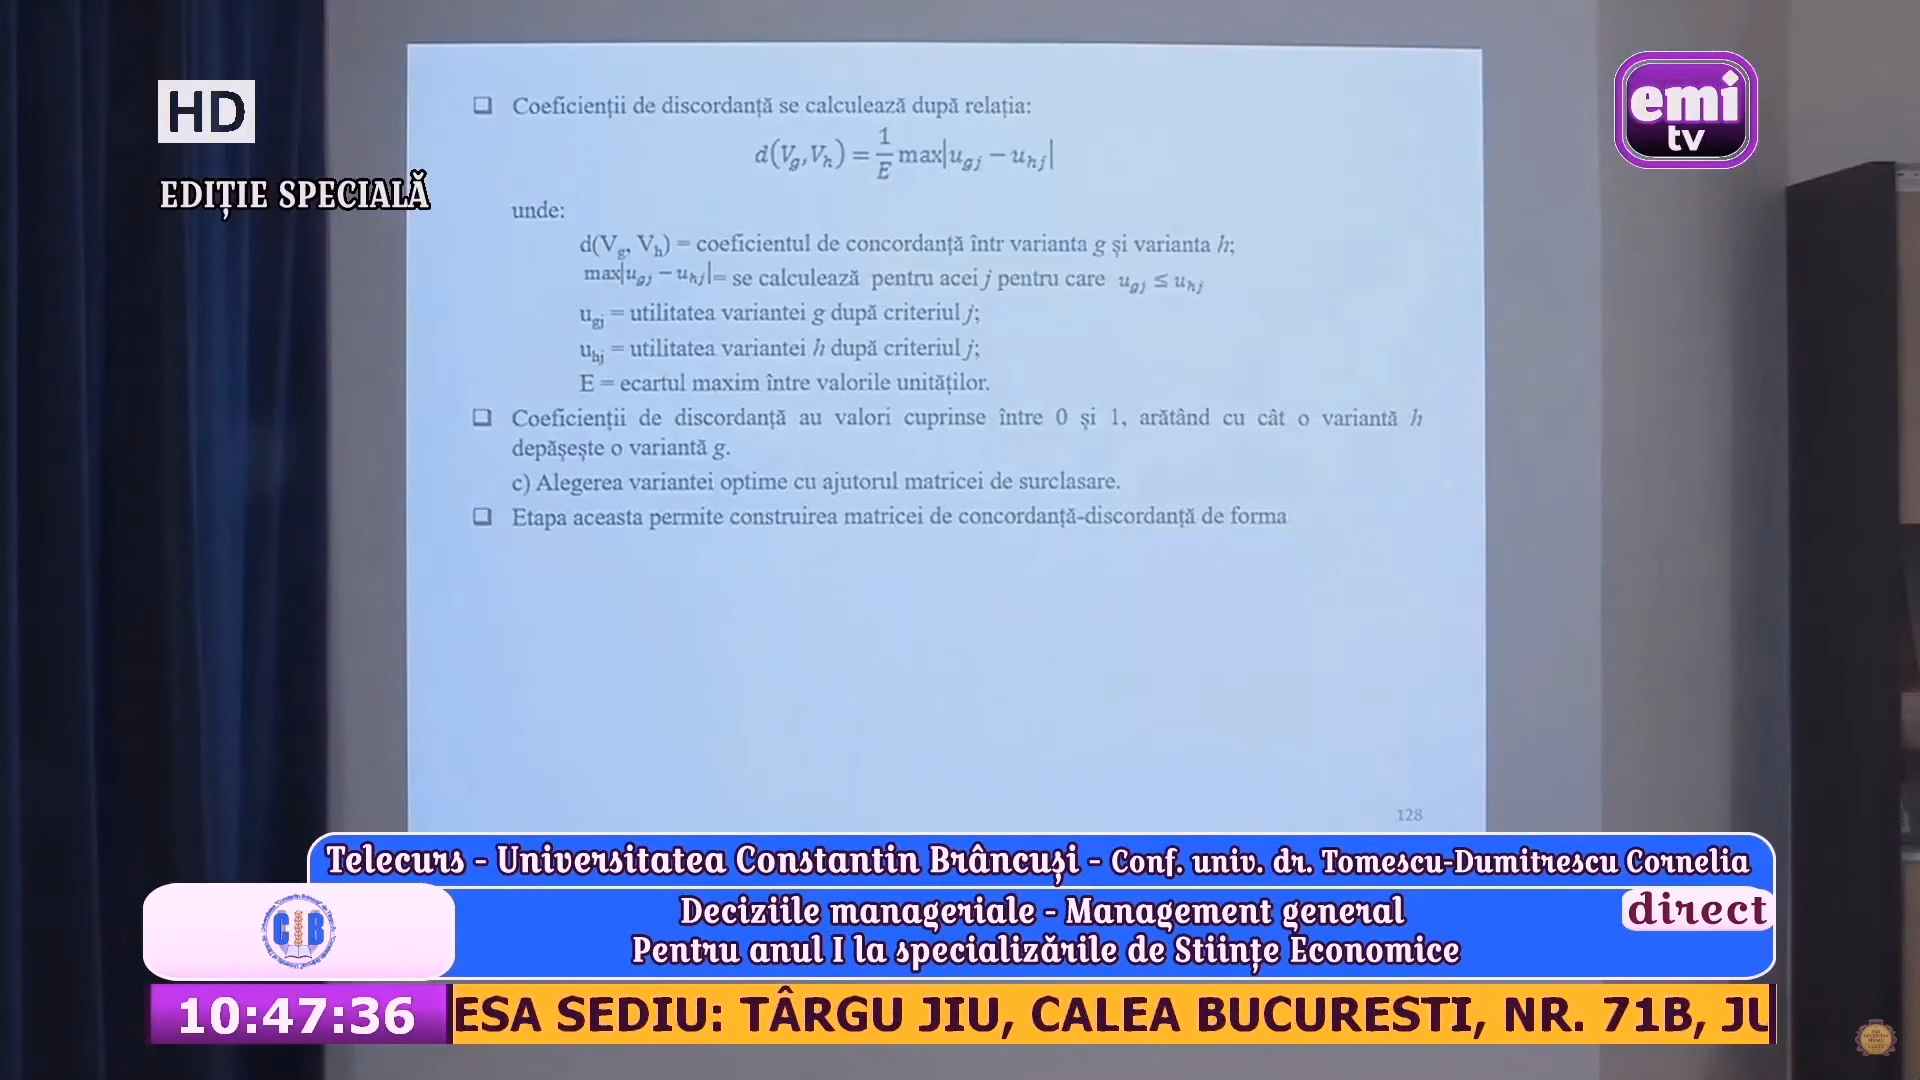 HD
EDIȚIE SPECIALĂ
emi
tv
❑ Coeficienții de discordanță se calculează după relația:
d(V_g, V_h) = 1/E max|u_gj − u_hj|
unde:
d(V_g, V_h) = coeficientul de concordanță într varianta g și varianta h;
max|u_gj − u_hj| = se calculează pentru acei j pentru care u_gj ≤ u_hj
u_gj = utilitatea variantei g după criteriul j;
u_hj = utilitatea variantei h după criteriul j;
E = ecartul maxim între valorile unităților.
❑ Coeficienții de discordanță au valori cuprinse între 0 și 1, arătând cu cât o variantă h
depășește o variantă g.
c) Alegerea variantei optime cu ajutorul matricei de surclasare.
❑ Etapa aceasta permite construirea matricei de concordanță-discordanță de forma
128
Telecurs - Universitatea Constantin Brâncuși - Conf. univ. dr. Tomescu-Dumitrescu Cornelia
Deciziile manageriale - Management general
direct
Pentru anul I la specializările de Stiințe Economice
CIB
10:47:36 ESA SEDIU: TÂRGU JIU, CALEA BUCURESTI, NR. 71B, JU